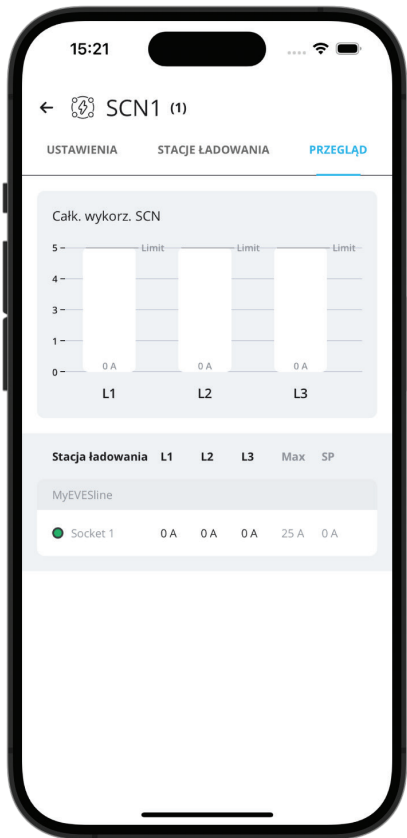 15:21
SCN1 (1)
USTAWIENIA STACJE ŁADOWANIA PRZEGLĄD
Całk. wykorz. SCN
5 Limit Limit Limit
4
3
1
0 0 A 0 A 0 A
L1 L2 L3
Stacja ładowania L1 L2 L3 Max SP
MyEVESline
Socket 1 0 A 0 A 0 A 25 A 0 A